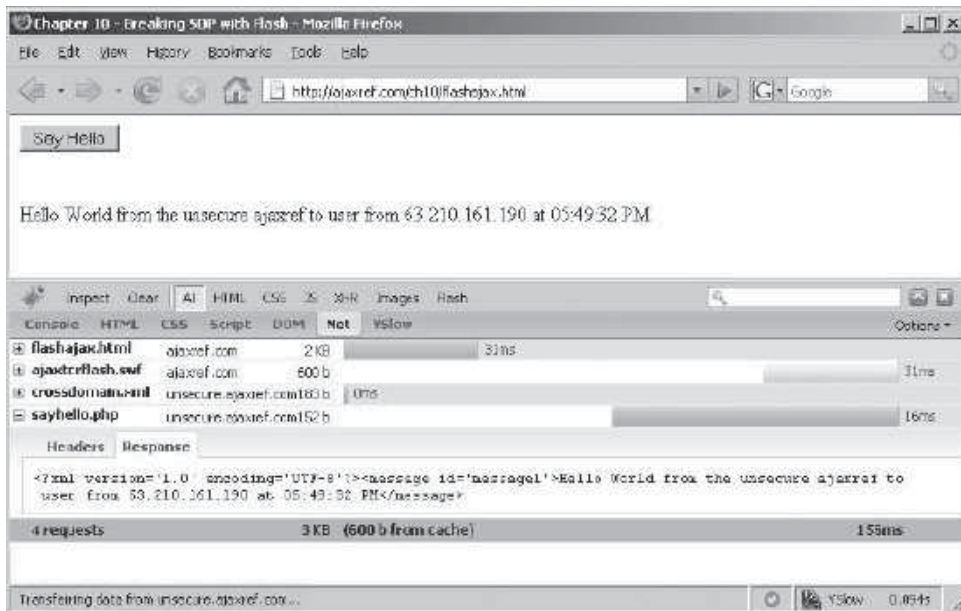 Chapter 10 - Breaking SOP with Flash - Mozilla Firefox
File Edit View History Bookmarks Tools Help
http://ajaxref.com/ch10/flashajax.html
G Google
Say Hello
Hello World from the unsecure ajaxref to user from 63.210.161.190 at 05:49:32 PM
Inspect Clear All HTML CSS JS XHR Images Flash
Console HTML CSS Script DOM Net YSlow Options
flashajax.html ajaxref.com 2 KB 31ms
ajaxtcrflash.swf ajaxref.com 600 b 31ms
crossdomain.xml unsecure.ajaxref.com 183 b 0ms
sayhello.php unsecure.ajaxref.com 152 b 16ms
Headers Response
<?xml version='1.0' encoding='UTF-8'?><message id='message1'>Hello World from the unsecure ajaxref to
user from 63.210.161.190 at 05:49:32 PM</message>
4 requests 3 KB (600 b from cache) 156ms
Transferring data from unsecure.ajaxref.com...
YSlow 0.094s